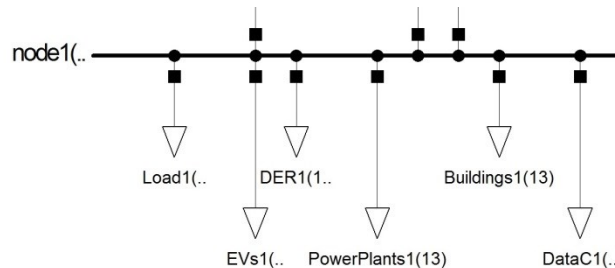 node1(..
Load1(..
DER1(1..
Buildings1(13)
EVs1(..
PowerPlants1(13)
DataC1(..